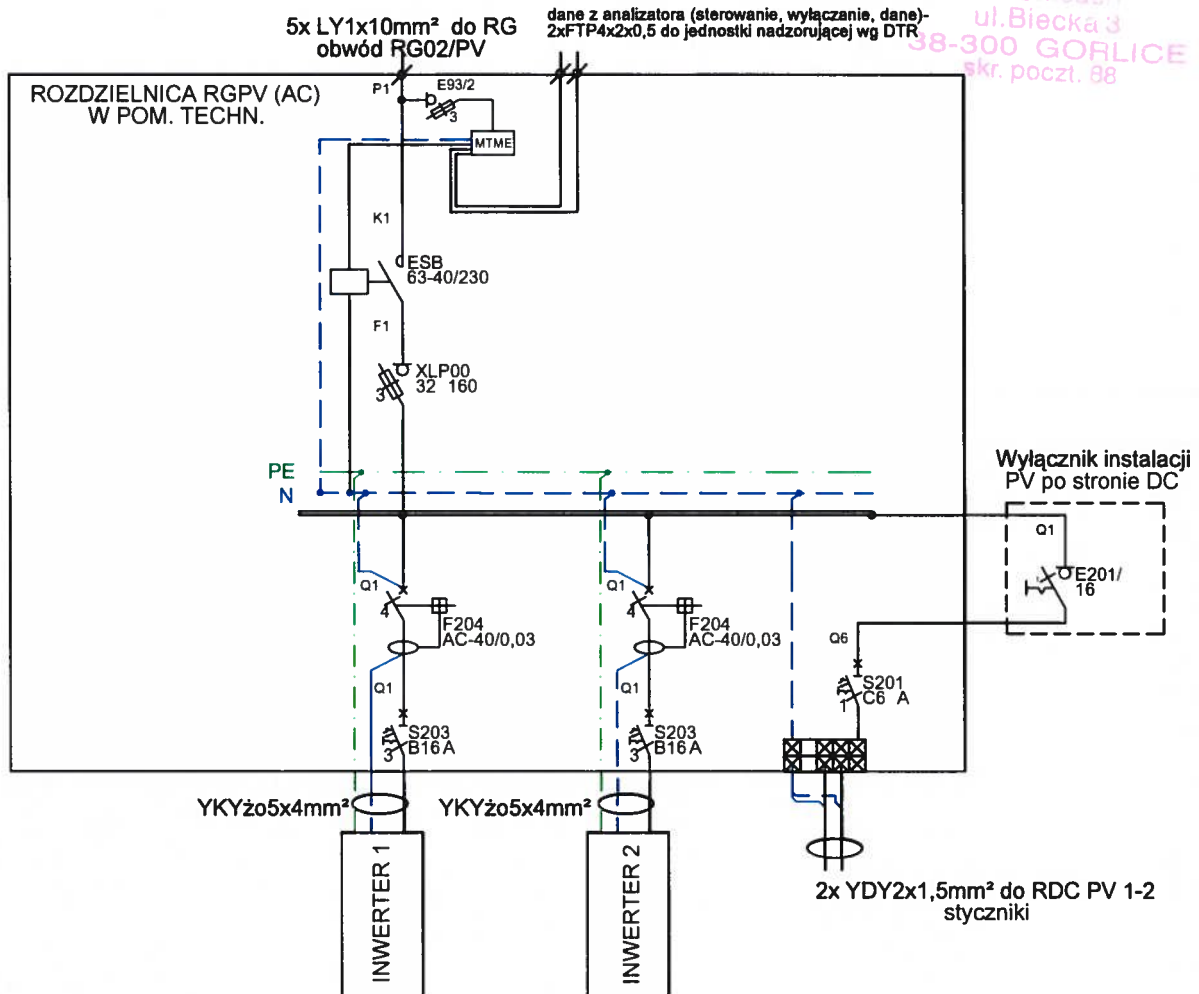 5x LY1x10mm² do RG
obwód RG02/PV
dane z analizatora (sterowanie, wyłączanie, dane)-
2xFTP4x2x0,5 do jednostki nadzorującej wg DTR
ul.Biecka 3
38-300 GORLICE
skr. poczt. 88
ROZDZIELNICA RGPV (AC)
W POM. TECHN.
P1
E93/2
3
MTME
K1
ESB
63-40/230
F1
XLP00
32 160
3
PE
N
Wyłącznik instalacji
PV po stronie DC
Q1
E201/
16
Q1
4
F204
AC-40/0,03
Q1
4
F204
AC-40/0,03
Q6
S201
C6 A
1
Q1
S203
B16A
3
Q1
S203
B16A
3
YKYżo5x4mm²
YKYżo5x4mm²
INWERTER 1
INWERTER 2
2x YDY2x1,5mm² do RDC PV 1-2
styczniki